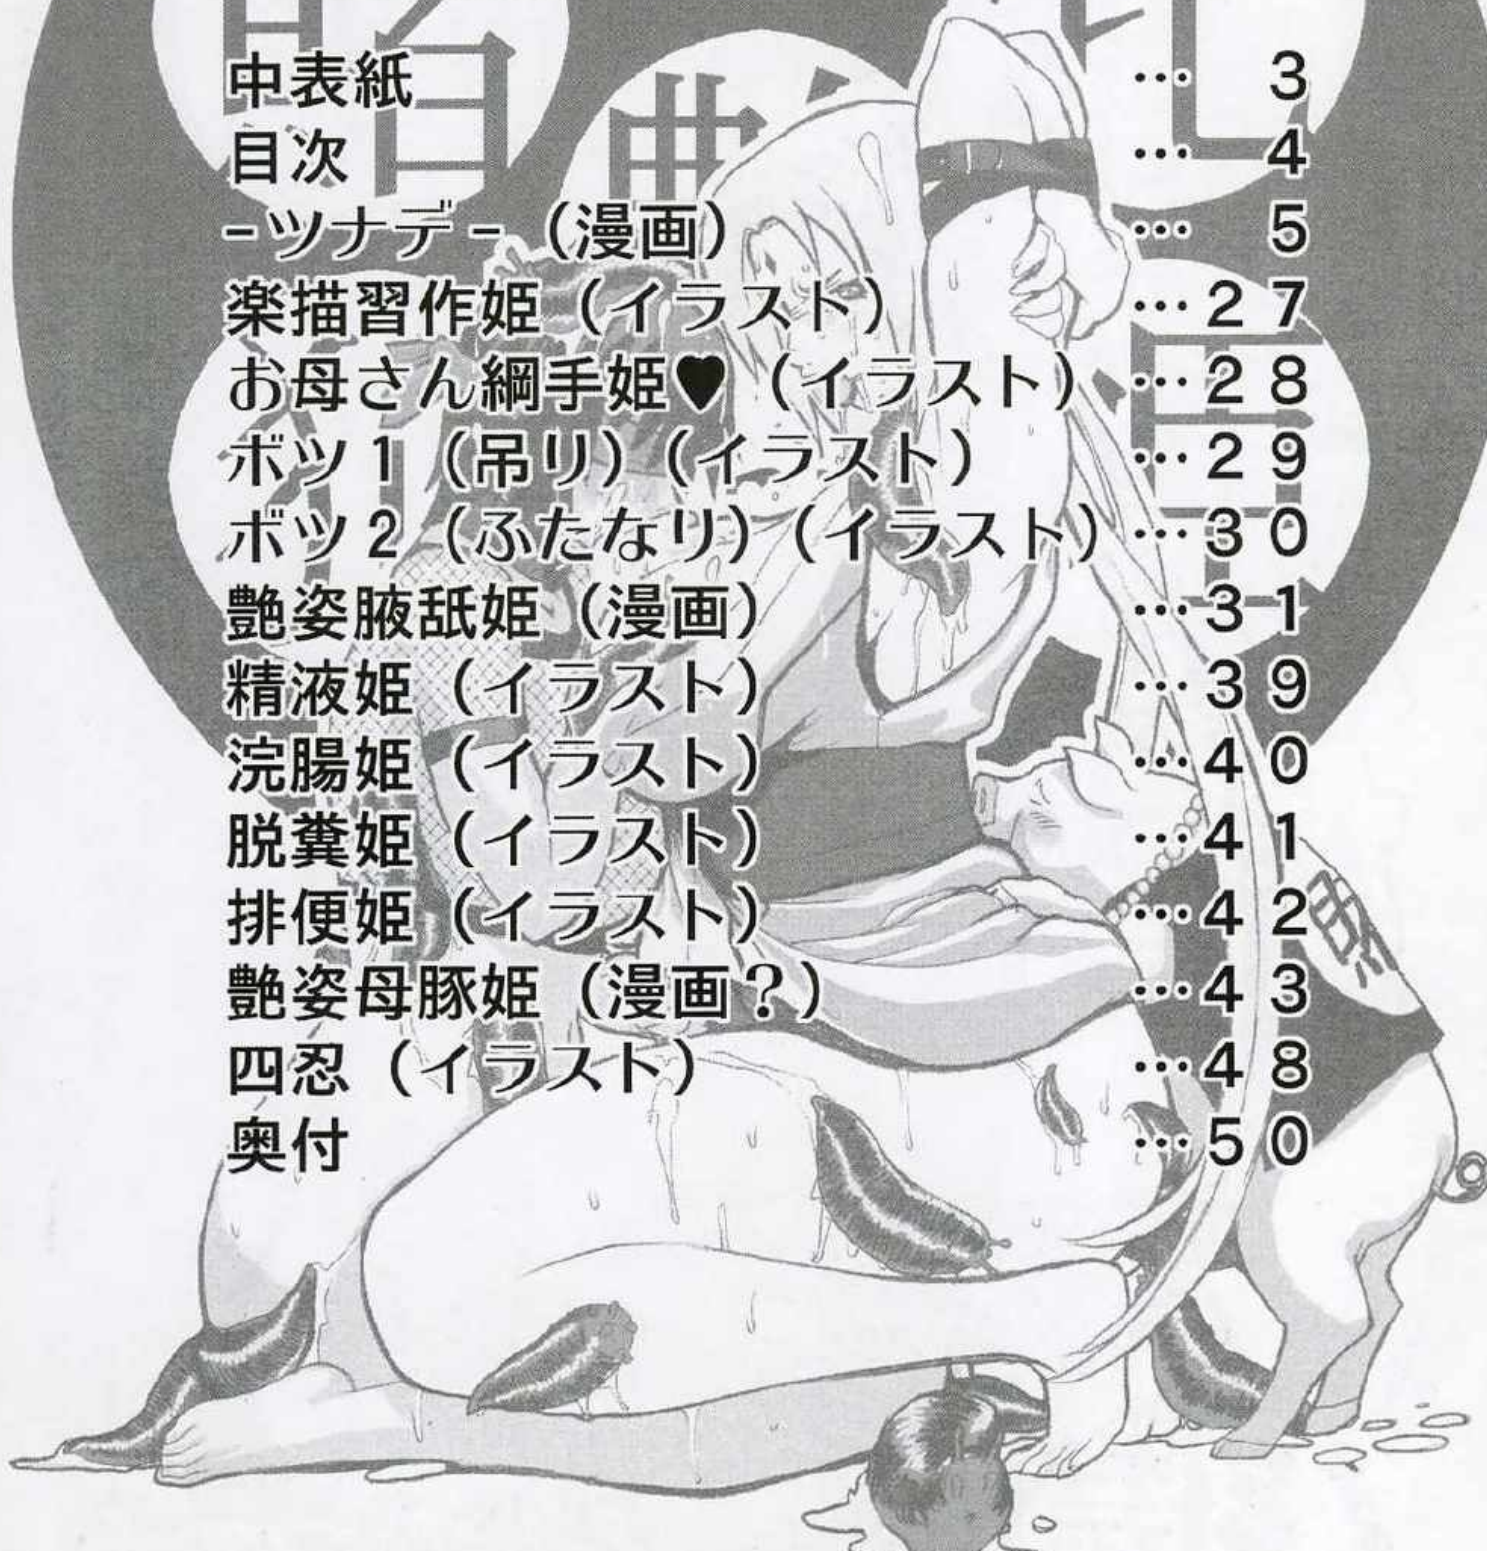 中表紙 … 3
目次 … 4
-ツナデ-（漫画） … 5
楽描習作姫（イラスト） … 27
お母さん綱手姫♥（イラスト） … 28
ボツ1（吊り）（イラスト） … 29
ボツ2（ふたなり）（イラスト） … 30
艶姿腋舐姫（漫画） … 31
精液姫（イラスト） … 39
浣腸姫（イラスト） … 40
脱糞姫（イラスト） … 41
排便姫（イラスト） … 42
艶姿母豚姫（漫画？） … 43
四忍（イラスト） … 48
奥付 … 50